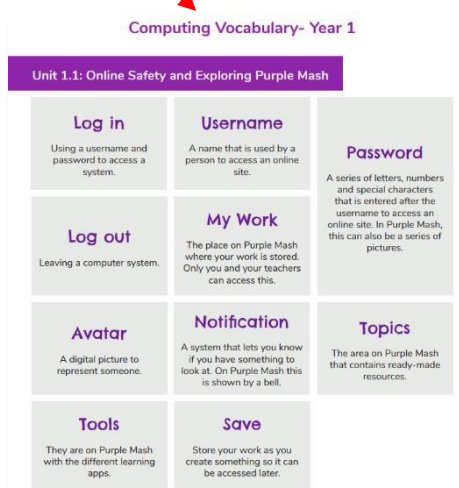 Computing Vocabulary- Year 1
Unit 1.1: Online Safety and Exploring Purple Mash
Log in
Using a username and
password to access a
system.
Username
A name that is used by a
person to access an online
site.
Password
A series of letters, numbers
and special characters
that is entered after the
username to access an
online site. In Purple Mash,
this can also be a series of
pictures.
Log out
Leaving a computer system.
My Work
The place on Purple Mash
where your work is stored.
Only you and your teachers
can access this.
Avatar
A digital picture to
represent someone.
Notification
A system that lets you know
if you have something to
look at. On Purple Mash this
is shown by a bell.
Topics
The area on Purple Mash
that contains ready-made
resources.
Tools
They are on Purple Mash
with the different learning
apps.
Save
Store your work as you
create something so it can
be accessed later.